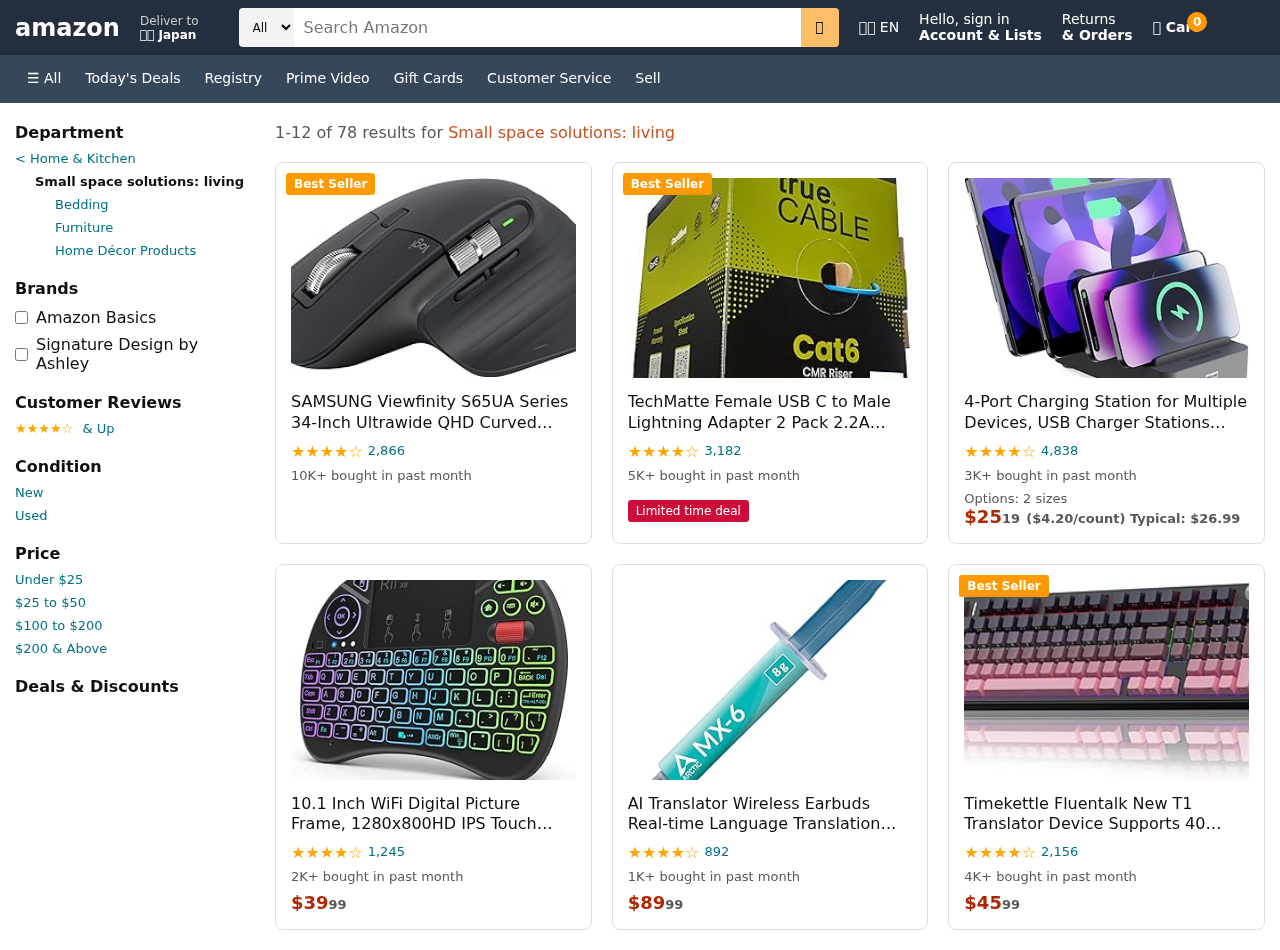 amazon
Deliver to
Japan
All
Search Amazon
EN
Hello, sign in
Account & Lists
Returns
& Orders
0
☰ All
Today's Deals
Registry
Prime Video
Gift Cards
Customer Service
Sell
Department
< Home & Kitchen
Small space solutions: living
Bedding
Furniture
Home Décor Products
Brands
Amazon Basics
Signature Design by
Ashley
Customer Reviews
★★★★☆ & Up
Condition
New
Used
Price
Under $25
$25 to $50
$100 to $200
$200 & Above
Deals & Discounts
1-12 of 78 results for Small space solutions: living
Best Seller
logi
SAMSUNG Viewfinity S65UA Series
34-Inch Ultrawide QHD Curved…
★★★★☆ 2,866
10K+ bought in past month
Best Seller
true
CABLE
Cat6
CMR Riser
TechMatte Female USB C to Male
Lightning Adapter 2 Pack 2.2A…
★★★★☆ 3,182
5K+ bought in past month
Limited time deal
4-Port Charging Station for Multiple
Devices, USB Charger Stations…
★★★★☆ 4,838
3K+ bought in past month
Options: 2 sizes
$25 19 ($4.20/count) Typical: $26.99
10.1 Inch WiFi Digital Picture
Frame, 1280x800HD IPS Touch…
★★★★☆ 1,245
2K+ bought in past month
$39 99
8g
MX-6
ARCTIC
AI Translator Wireless Earbuds
Real-time Language Translation…
★★★★☆ 892
1K+ bought in past month
$89 99
Best Seller
Timekettle Fluentalk New T1
Translator Device Supports 40…
★★★★☆ 2,156
4K+ bought in past month
$45 99